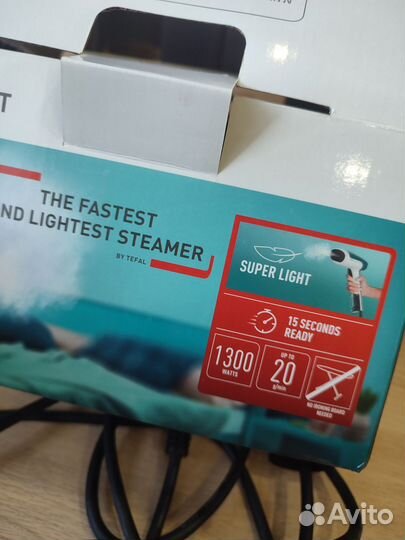 T
THE FASTEST
ND LIGHTEST STEAMER
BY TEFAL
SUPER LIGHT
15 SECONDS
READY
1300
WATTS
UP TO
20
g/min
NO IRONING BOARD
NEEDED
Avito